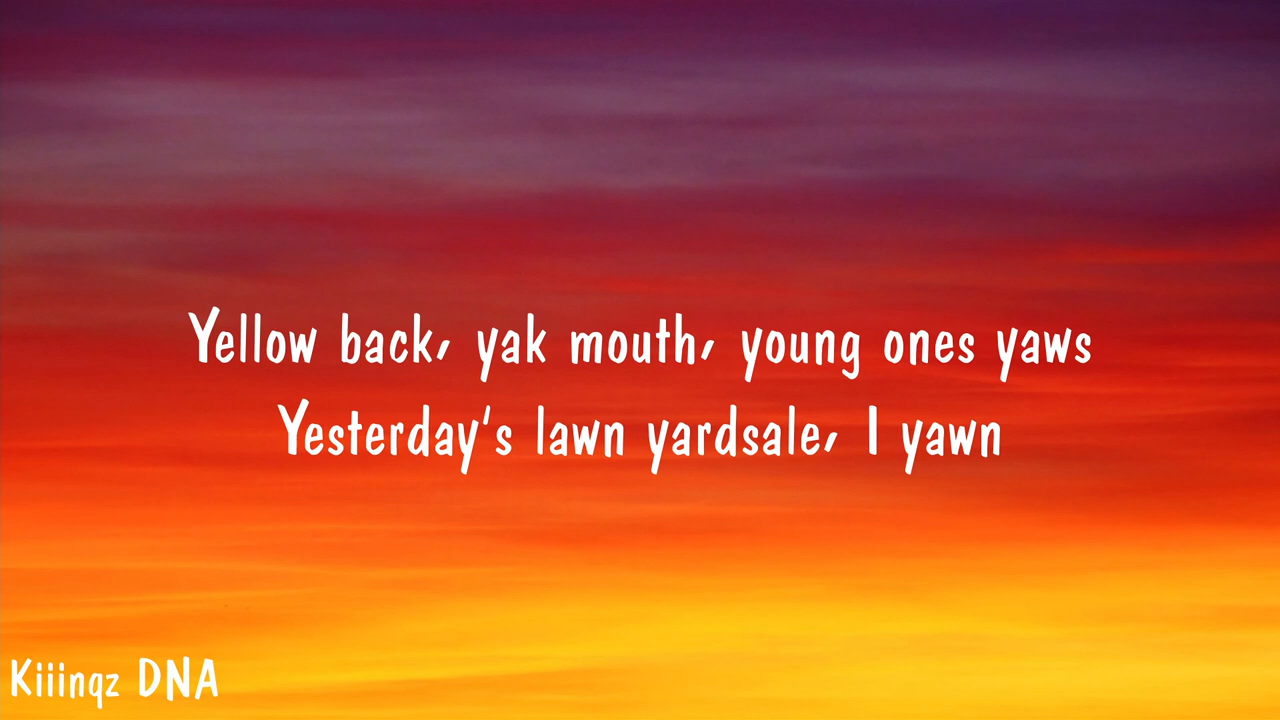 Yellow back, yak mouth, young ones yaws
Yesterday's lawn yardsale, I yawn
Kiiinqz DNA